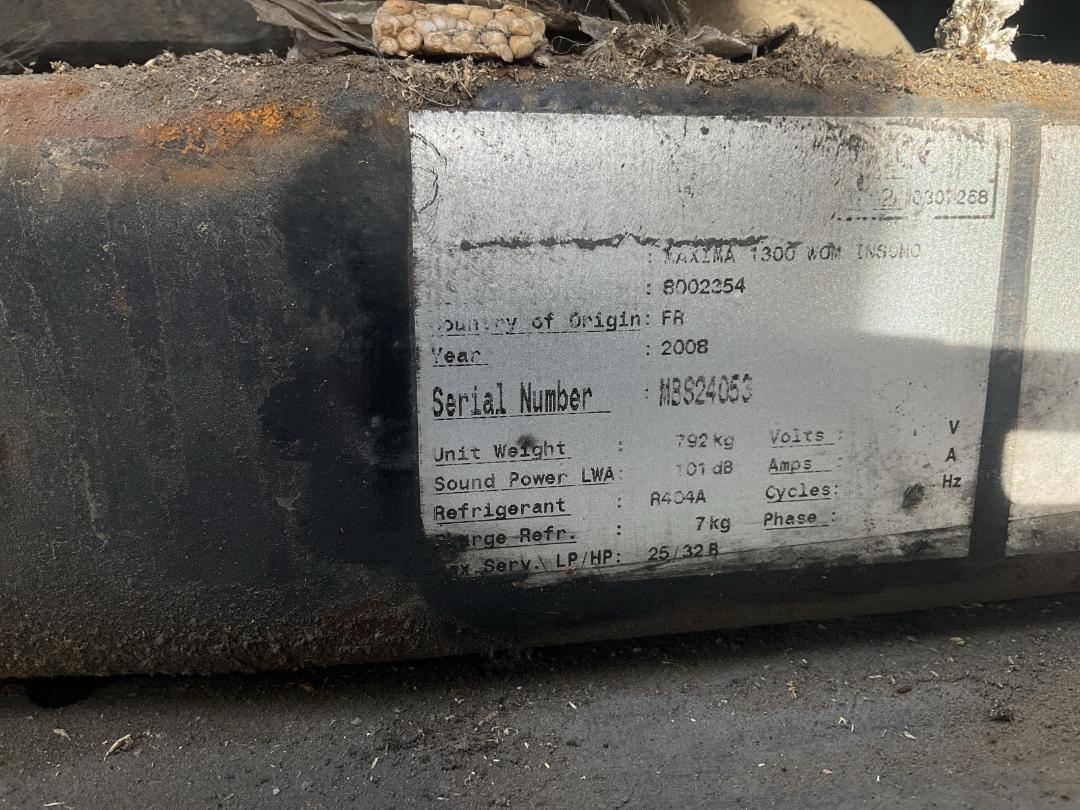 : MAXIMA 1300 WOM INSONO
: 8002354
Country of Origin: FR
Year : 2008
Serial Number : MBS24053
Unit Weight : 792 kg Volts : V
Sound Power LWA: 101 dB Amps : A
Refrigerant : R404A Cycles: Hz
Charge Refr. : 7 kg Phase :
Max. Serv. LP/HP: 25/32 B